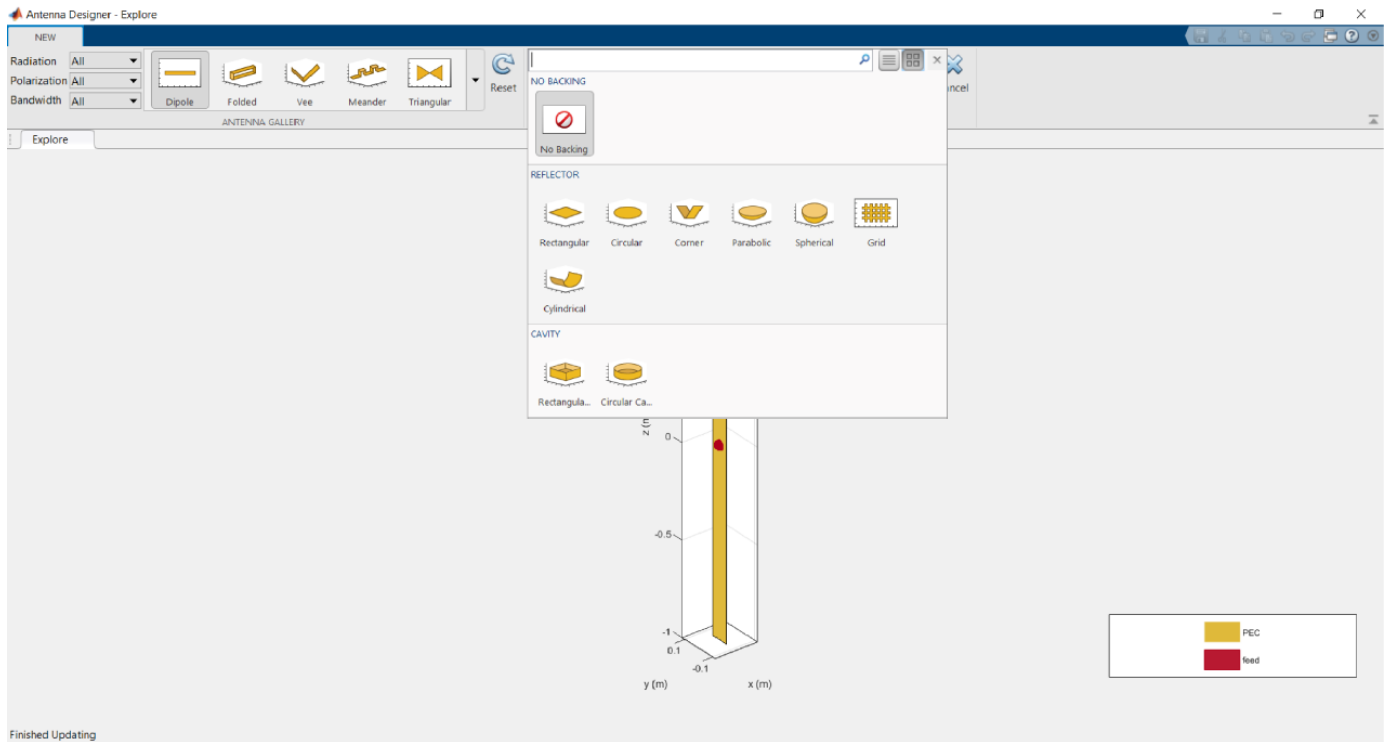 Antenna Designer - Explore
NEW
Radiation All
Polarization All
Bandwidth All
Dipole Folded Vee Meander Triangular
Reset
ncel
ANTENNA GALLERY
NO BACKING
No Backing
REFLECTOR
Rectangular Circular Corner Parabolic Spherical Grid
Cylindrical
CAVITY
Rectangula... Circular Ca...
Explore
z (m)
0
-0.5
-1
0.1
-0.1
y (m) x (m)
PEC
feed
Finished Updating